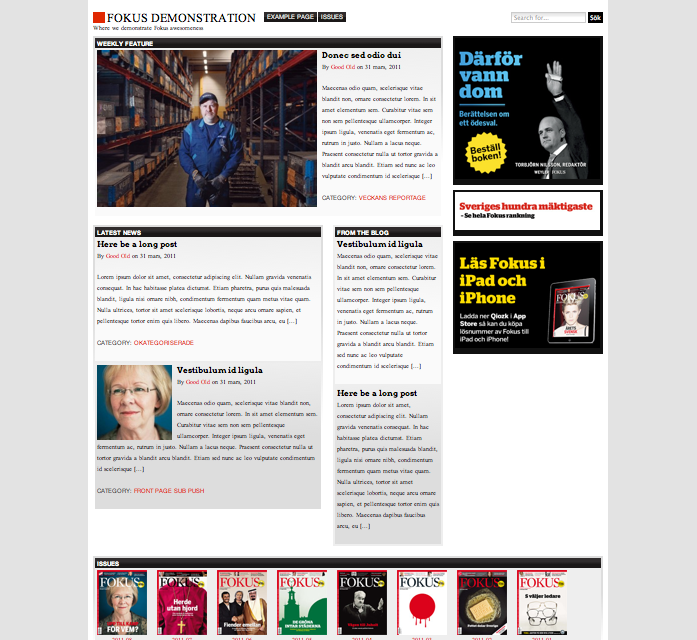 FOKUS DEMONSTRATION
EXAMPLE PAGE
ISSUES
Search for...
Sök
Where we demonstrate Fokus awesomeness
WEEKLY FEATURE
Donec sed odio dui
By Good Old on 31 mars, 2011
Maecenas odio quam, scelerisque vitae
blandit non, ornare consectetur lorem. In sit
amet elementum sem. Curabitur vitae sem
non sem pellentesque ullamcorper. Integer
ipsum ligula, venenatis eget fermentum ac,
rutrum in justo. Nullam a lacus neque.
Praesent consectetur nulla ut tortor gravida a
blandit arcu blandit. Etiam sed nunc ac leo
vulputate condimentum id scelerisque [...]
CATEGORY: VECKANS REPORTAGE
Därför
vann
dom
Berättelsen om
ett ödesval.
Beställ
boken!
TORBJÖRN NILSSON, REDAKTÖR
FOKUS
Sveriges hundra mäktigaste
- Se hela Fokus rankning
Läs Fokus i
iPad och
iPhone
Ladda ner Qiozk i App
Store så kan du köpa
lösnummer av Fokus till
iPad och iPhone!
FOKUS
LATEST NEWS
Here be a long post
By Good Old on 31 mars, 2011
Lorem ipsum dolor sit amet, consectetur adipiscing elit. Nullam gravida venenatis
consequat. In hac habitasse platea dictumst. Etiam pharetra, purus quis malesuada
blandit, ligula nisi ornare nibh, condimentum fermentum quam metus vitae quam.
Nulla ultrices, tortor sit amet scelerisque lobortis, neque arcu ornare sapien, et
pellentesque tortor enim quis libero. Maecenas dapibus faucibus arcu, eu [...]
CATEGORY: OKATEGORISERADE
Vestibulum id ligula
By Good Old on 31 mars, 2011
Maecenas odio quam, scelerisque vitae blandit non,
ornare consectetur lorem. In sit amet elementum sem.
Curabitur vitae sem non sem pellentesque
ullamcorper. Integer ipsum ligula, venenatis eget
fermentum ac, rutrum in justo. Nullam a lacus neque. Praesent consectetur nulla ut
tortor gravida a blandit arcu blandit. Etiam sed nunc ac leo vulputate condimentum
id scelerisque [...]
CATEGORY: FRONT PAGE SUB PUSH
FROM THE BLOG
Vestibulum id ligula
Maecenas odio quam, scelerisque
vitae blandit non, ornare
consectetur lorem. In sit amet
elementum sem. Curabitur vitae
sem non sem pellentesque
ullamcorper. Integer ipsum ligula,
venenatis eget fermentum ac, rutrum
in justo. Nullam a lacus neque.
Praesent consectetur nulla ut tortor
gravida a blandit arcu blandit. Etiam
sed nunc ac leo vulputate
condimentum id scelerisque [...]
Here be a long post
Lorem ipsum dolor sit amet,
consectetur adipiscing elit. Nullam
gravida venenatis consequat. In hac
habitasse platea dictumst. Etiam
pharetra, purus quis malesuada blandit,
ligula nisi ornare nibh, condimentum
fermentum quam metus vitae quam.
Nulla ultrices, tortor sit amet
scelerisque lobortis, neque arcu ornare
sapien, et pellentesque tortor enim quis
libero. Maecenas dapibus faucibus
arcu, eu [...]
ISSUES
FOKUS
FÖR VEM?
FOKUS
Herde
utan hjord
FOKUS
Fiender emellan
FOKUS
DE GRÖNA
FOKUS
FOKUS
FOKUS
FOKUS
S väljer ledare